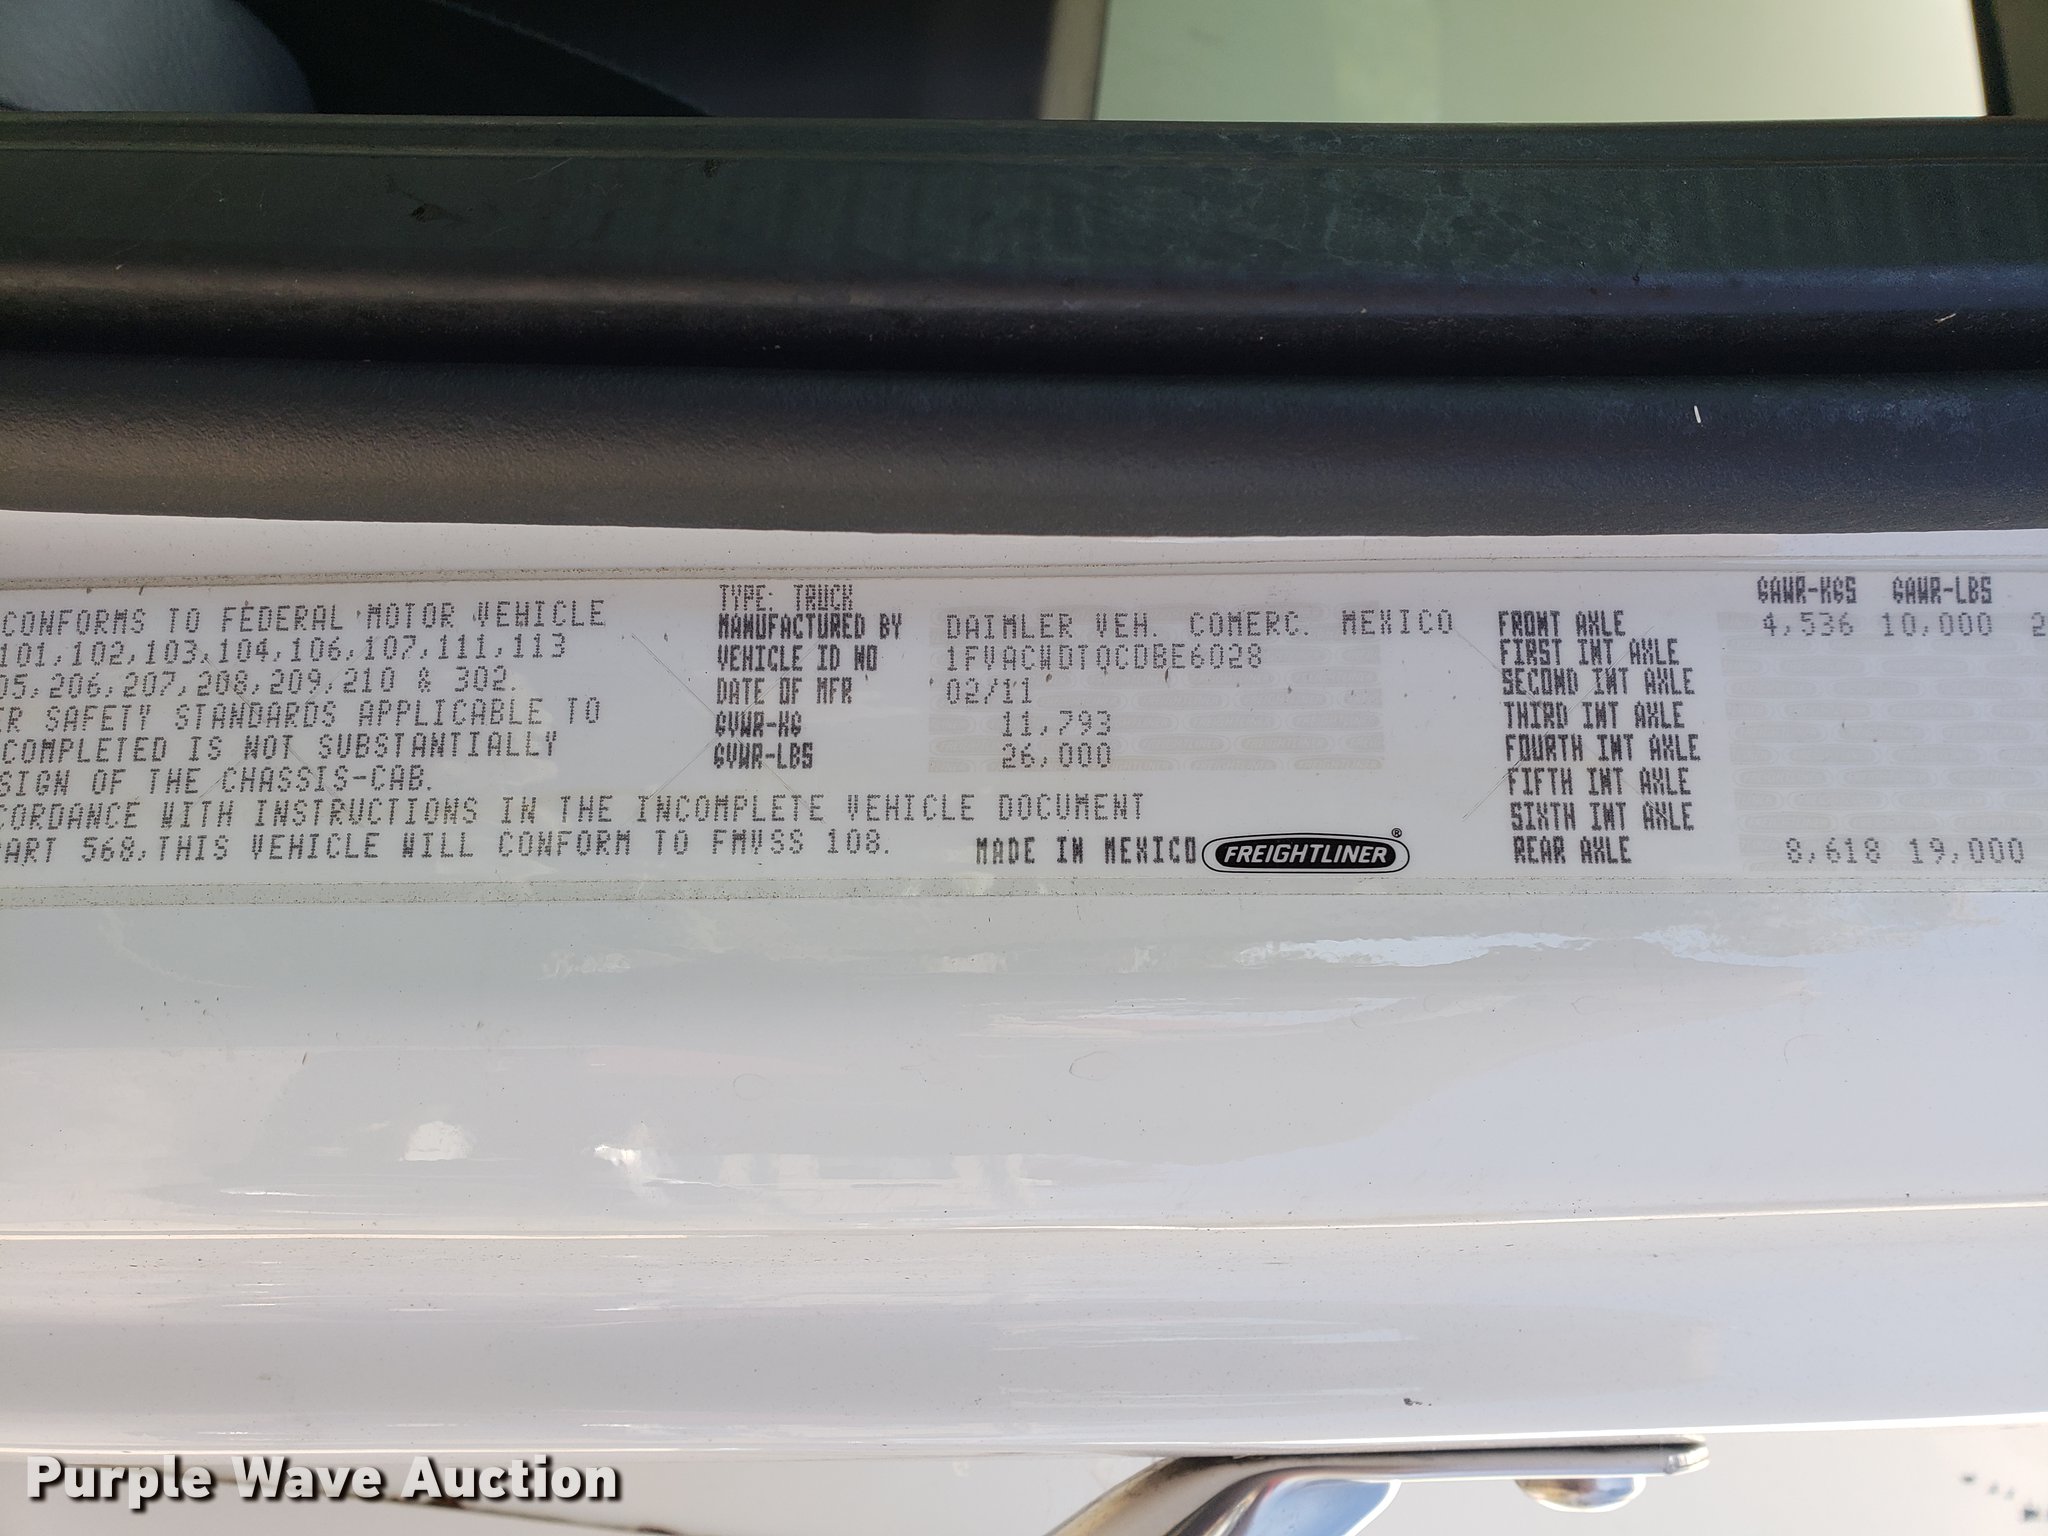 CONFORMS TO FEDERAL MOTOR VEHICLE
101,102,103,104,106,107,111,113
05,206,207,208,209,210 & 302.
ER SAFETY STANDARDS APPLICABLE TO
COMPLETED IS NOT SUBSTANTIALLY
SIGN OF THE CHASSIS-CAB.
CORDANCE WITH INSTRUCTIONS IN THE INCOMPLETE VEHICLE DOCUMENT
PART 568,THIS VEHICLE WILL CONFORM TO FMVSS 108.
TYPE: TRUCK
MANUFACTURED BY DAIMLER VEH. COMERC. MEXICO
VEHICLE ID NO 1FVACWDTQCDBE6028
DATE OF MFR 02/11
GVWR-KG 11,793
GVWR-LBS 26,000
MADE IN MEXICO FREIGHTLINER®
GAWR-KGS GAWR-LBS
FRONT AXLE 4,536 10,000 2
FIRST INT AXLE
SECOND INT AXLE
THIRD INT AXLE
FOURTH INT AXLE
FIFTH INT AXLE
SIXTH INT AXLE
REAR AXLE 8,618 19,000
Purple Wave Auction